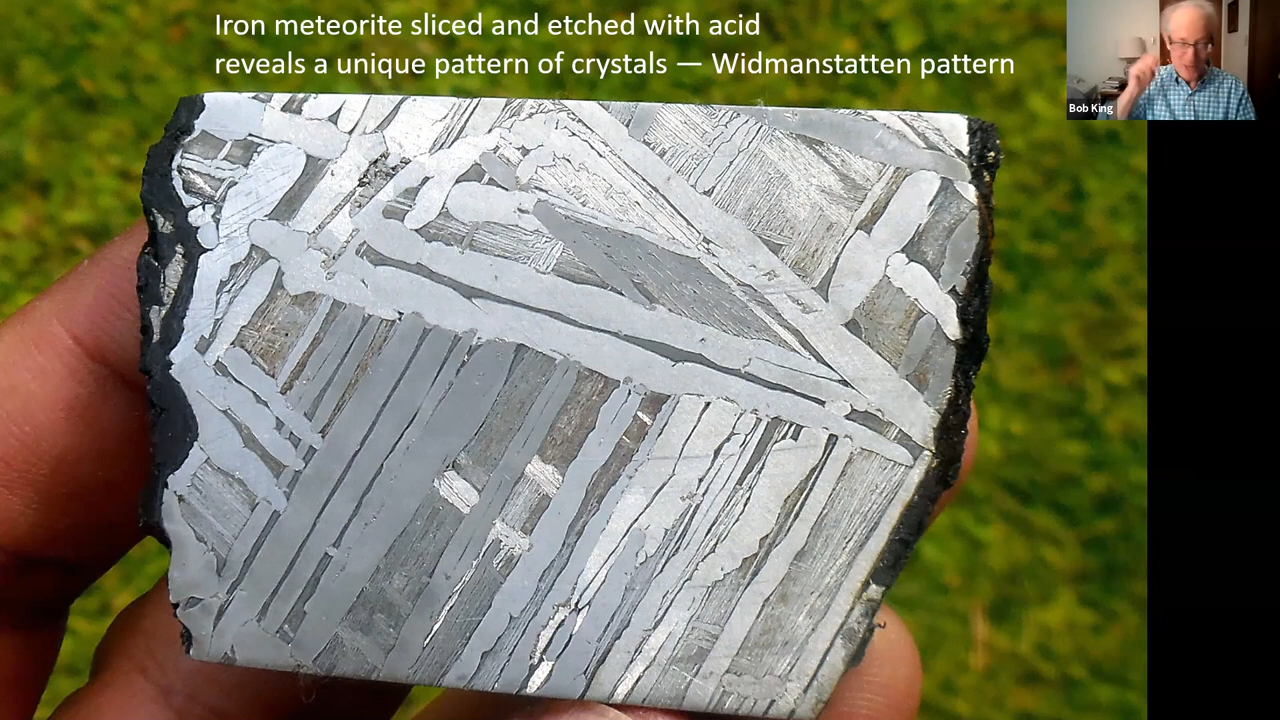 Iron meteorite sliced and etched with acid
reveals a unique pattern of crystals — Widmanstatten pattern
Bob King